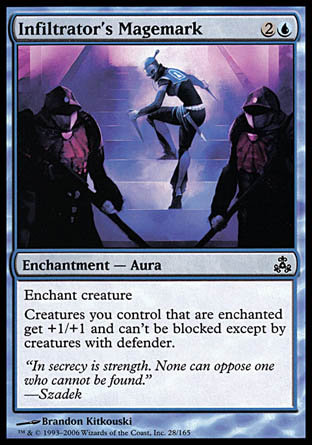 Infiltrator's Magemark 2
Enchantment — Aura
Enchant creature
Creatures you control that are enchanted
get +1/+1 and can't be blocked except by
creatures with defender.
"In secrecy is strength. None can oppose one
who cannot be found."
—Szadek
Brandon Kitkouski
™ & © 1993–2006 Wizards of the Coast, Inc. 28/165